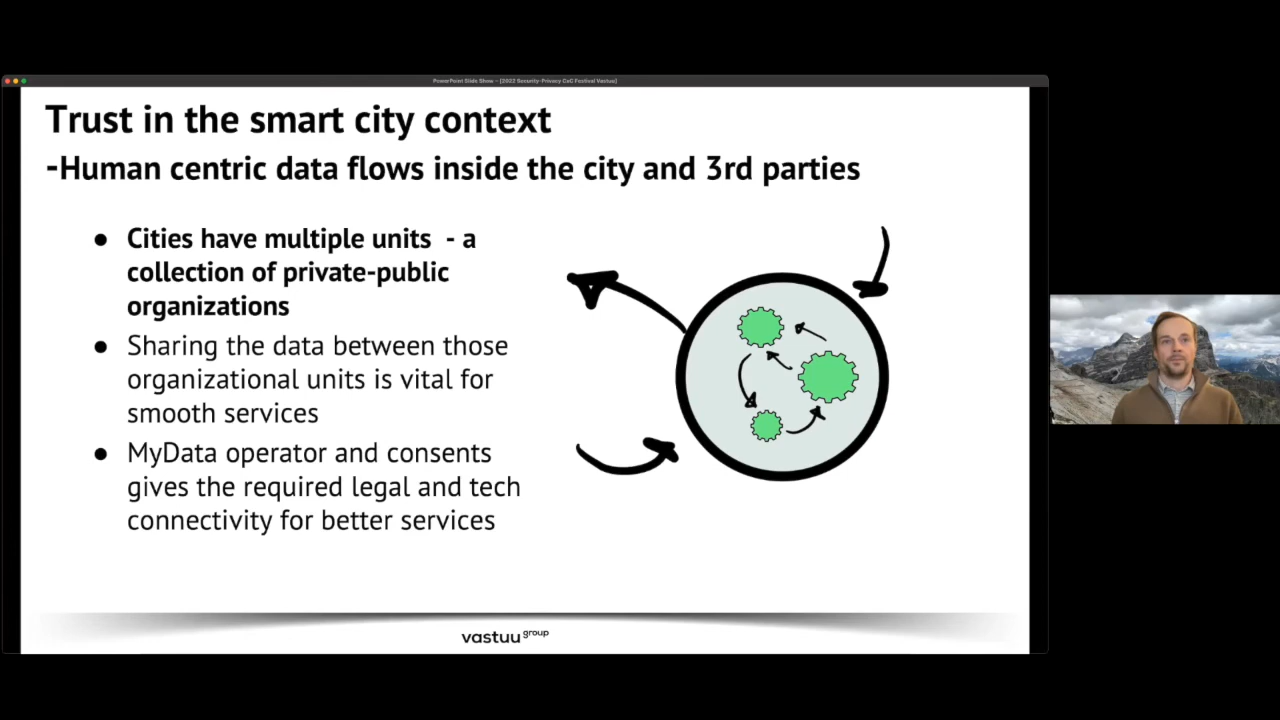 PowerPoint Slide Show - [2022 Security-Privacy CoC Festival Vastuu]
Trust in the smart city context
-Human centric data flows inside the city and 3rd parties
● Cities have multiple units - a
collection of private-public
organizations
● Sharing the data between those
organizational units is vital for
smooth services
● MyData operator and consents
gives the required legal and tech
connectivity for better services
vastuu group